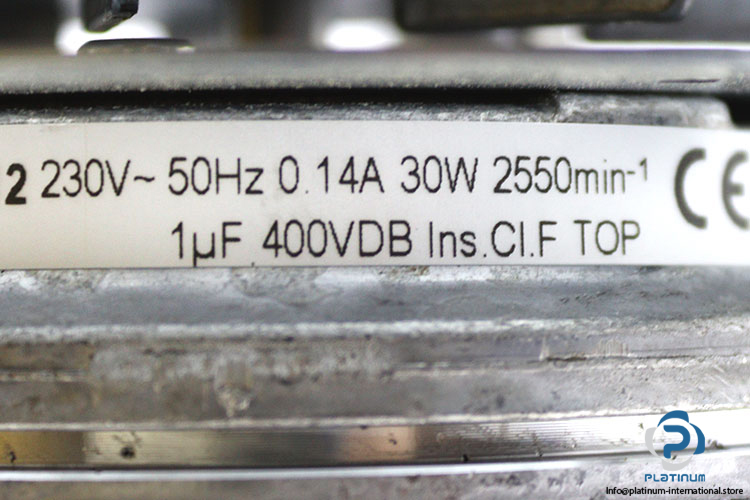 2 230V~ 50Hz 0.14A 30W 2550min-1 CE
1µF 400VDB Ins.Cl.F TOP
PLATINUM
info@platinum-international.store